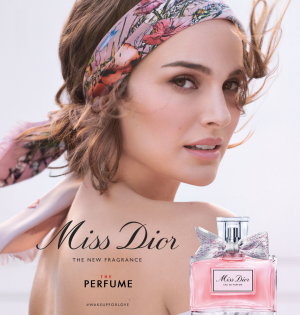 Miss Dior
THE NEW FRAGRANCE
THE
PERFUME
#WAKEUPFORLOVE
Miss Dior